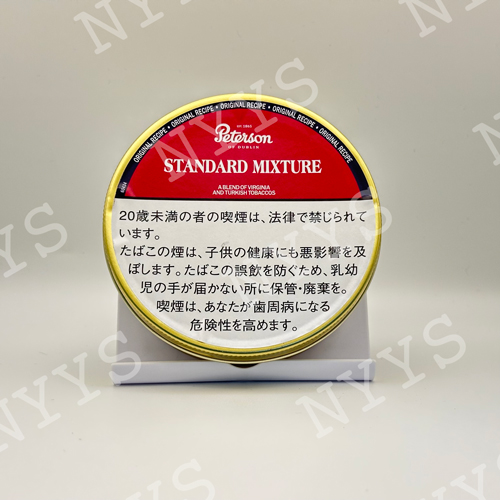 • ORIGINAL RECIPE • ORIGINAL RECIPE • ORIGINAL RECIPE • ORIGINAL RECIPE
EST. 1865
Peterson
OF DUBLIN
STANDARD MIXTURE
A BLEND OF VIRGINIA
AND TURKISH TOBACCOS
20歳未満の者の喫煙は、法律で禁じられて
います。
たばこの煙は、子供の健康にも悪影響を及
ぼします。たばこの誤飲を防ぐため、乳幼
児の手が届かない所に保管・廃棄を。
喫煙は、あなたが歯周病になる
危険性を高めます。
NYYS
NYYS
NYYS
NYYS
NYYS